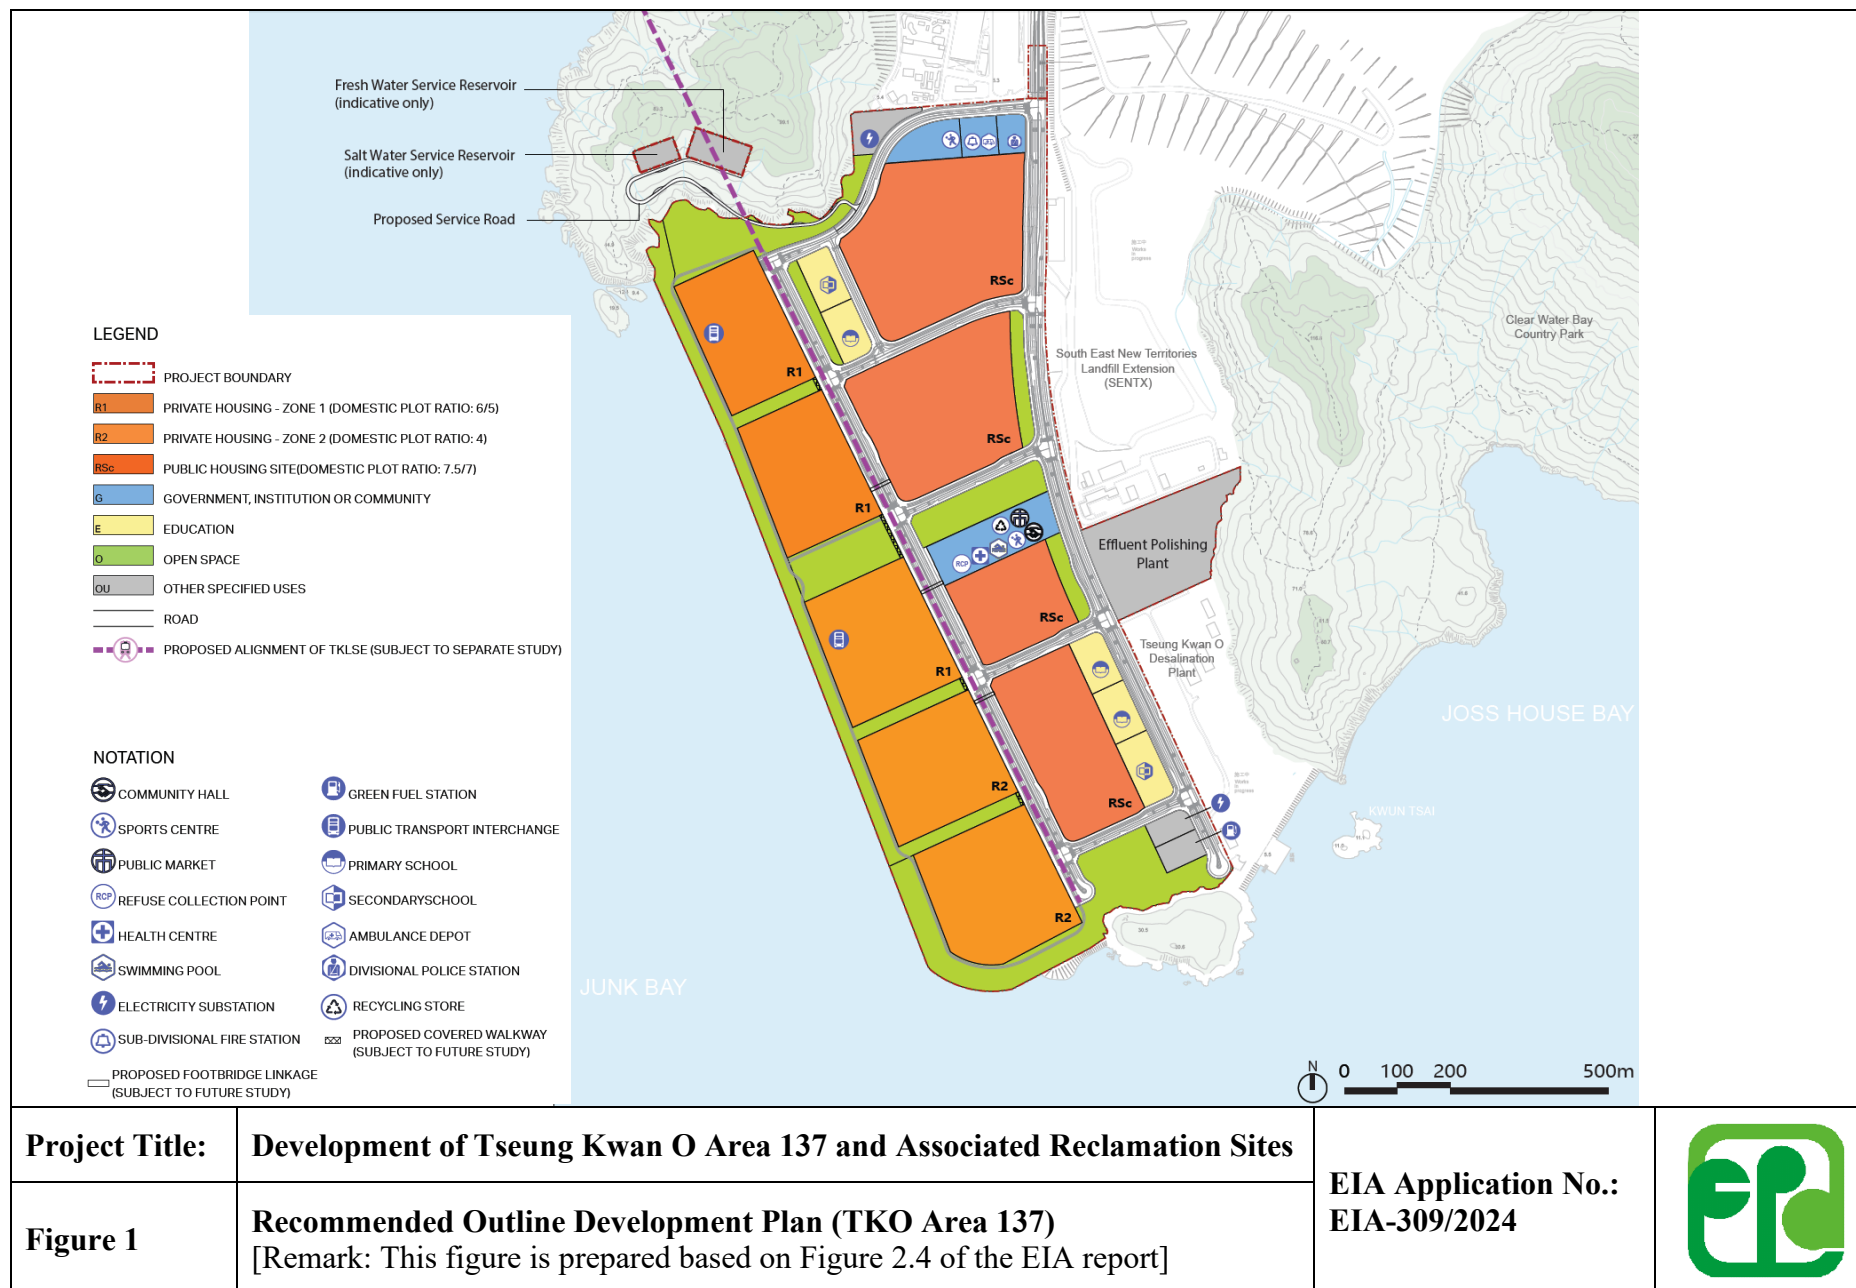 Fresh Water Service Reservoir
(indicative only)
Salt Water Service Reservoir
(indicative only)
Proposed Service Road
RSc
R1
RSc
R1
RSc
R1
RSc
R2
R2
RCP
South East New Territories
Landfill Extension
(SENTX)
Clear Water Bay
Country Park
Effluent Polishing
Plant
Tseung Kwan O
Desalination
Plant
JOSS HOUSE BAY
KWUN TSAI
JUNK BAY
LEGEND
PROJECT BOUNDARY
R1 PRIVATE HOUSING - ZONE 1 (DOMESTIC PLOT RATIO: 6/5)
R2 PRIVATE HOUSING - ZONE 2 (DOMESTIC PLOT RATIO: 4)
RSc PUBLIC HOUSING SITE(DOMESTIC PLOT RATIO: 7.5/7)
G GOVERNMENT, INSTITUTION OR COMMUNITY
E EDUCATION
O OPEN SPACE
OU OTHER SPECIFIED USES
ROAD
PROPOSED ALIGNMENT OF TKLSE (SUBJECT TO SEPARATE STUDY)
NOTATION
COMMUNITY HALL
SPORTS CENTRE
PUBLIC MARKET
RCP REFUSE COLLECTION POINT
HEALTH CENTRE
SWIMMING POOL
ELECTRICITY SUBSTATION
SUB-DIVISIONAL FIRE STATION
PROPOSED FOOTBRIDGE LINKAGE
(SUBJECT TO FUTURE STUDY)
GREEN FUEL STATION
PUBLIC TRANSPORT INTERCHANGE
PRIMARY SCHOOL
SECONDARYSCHOOL
AMBULANCE DEPOT
DIVISIONAL POLICE STATION
RECYCLING STORE
PROPOSED COVERED WALKWAY
(SUBJECT TO FUTURE STUDY)
N
0 100 200 500m
Project Title:
Development of Tseung Kwan O Area 137 and Associated Reclamation Sites
Figure 1
Recommended Outline Development Plan (TKO Area 137)
[Remark: This figure is prepared based on Figure 2.4 of the EIA report]
EIA Application No.:
EIA-309/2024